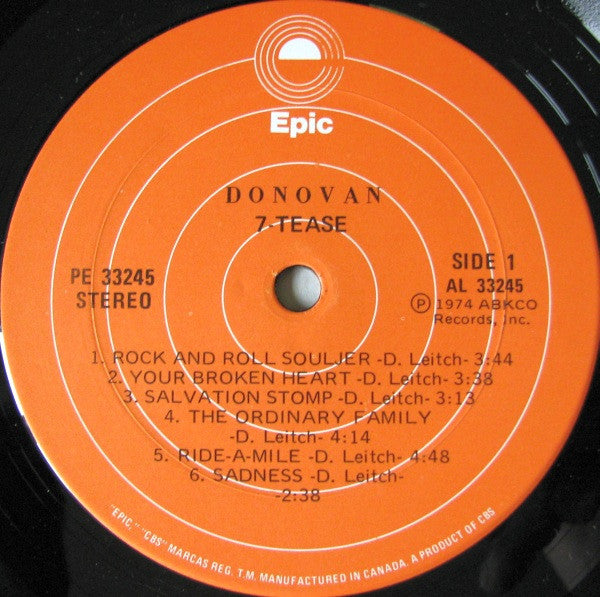 Epic
DONOVAN
7-TEASE
PE 33245
STEREO
SIDE 1
AL 33245
Ⓟ 1974 ABKCO
Records, Inc.
1. ROCK AND ROLL SOULJER -D. Leitch- 3:44
2. YOUR BROKEN HEART -D. Leitch- 3:38
3. SALVATION STOMP -D. Leitch- 3:13
4. THE ORDINARY FAMILY
-D. Leitch- 4:14
5. RIDE-A-MILE -D. Leitch- 4:48
6. SADNESS -D. Leitch-
-2:38
"EPIC," "CBS" MARCAS REG. T.M. MANUFACTURED IN CANADA. A PRODUCT OF CBS